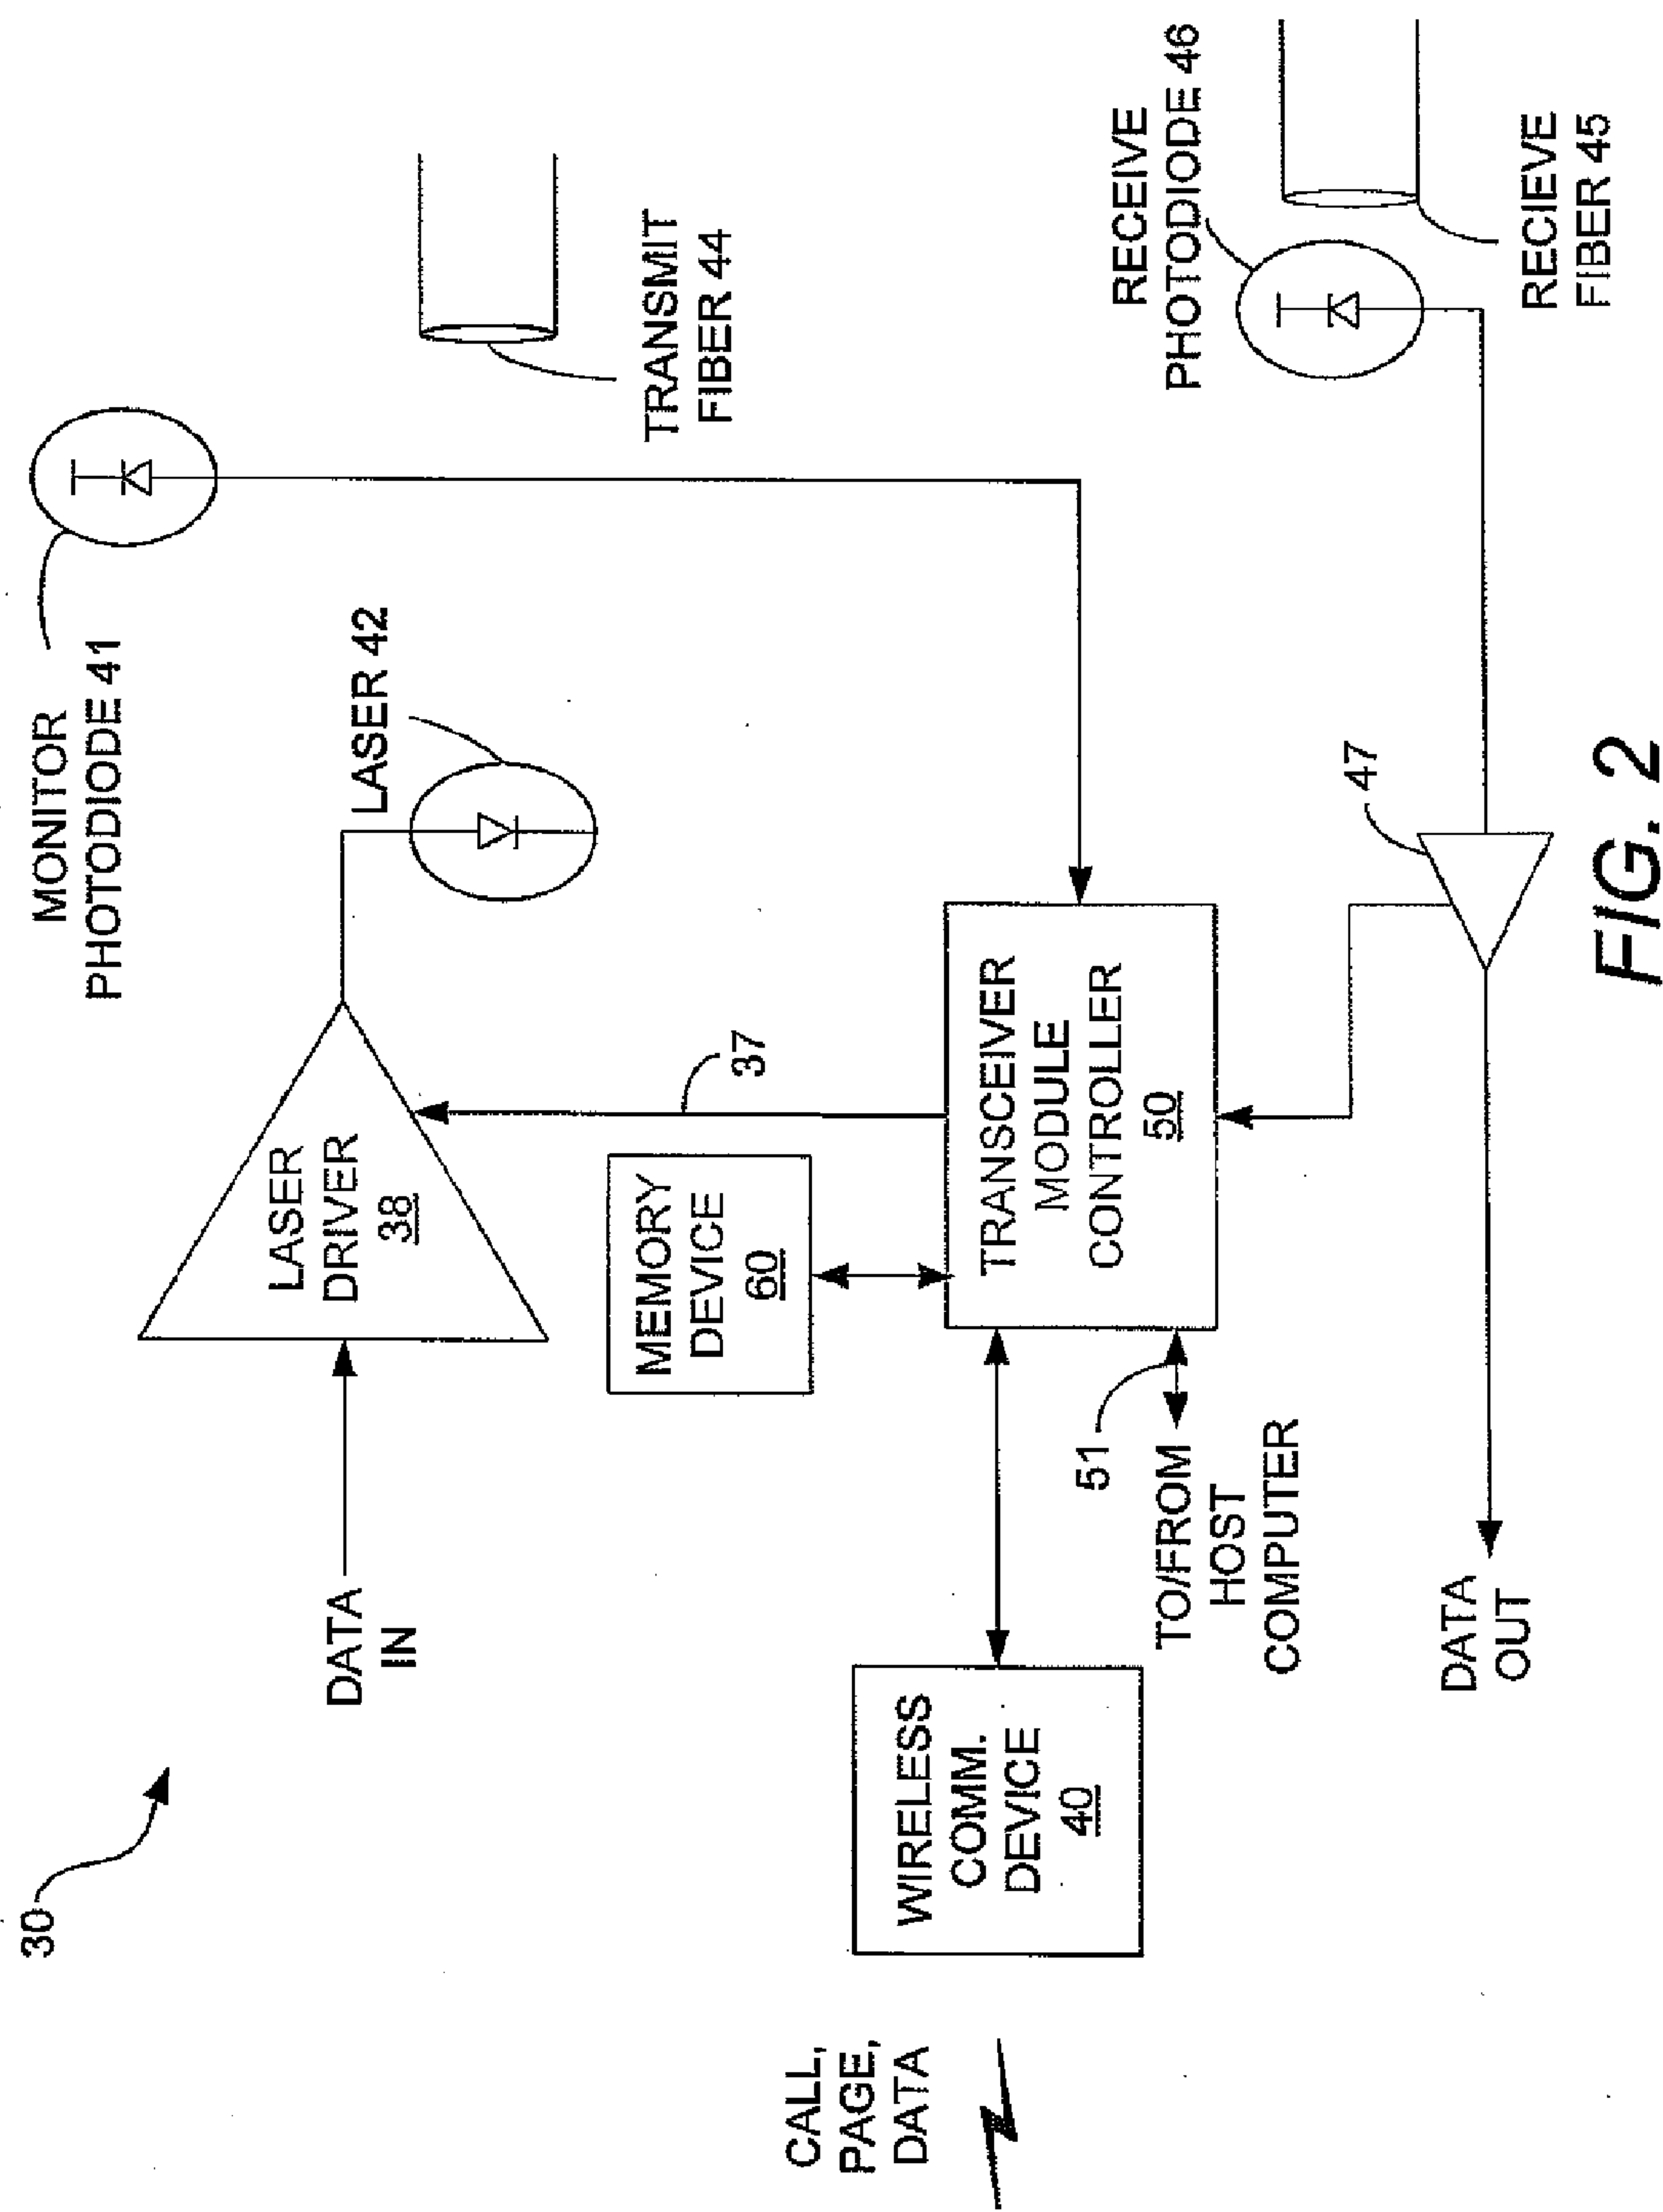 30
DATA
IN
LASER
DRIVER
38
LASER 42
MONITOR
PHOTODIODE 41
TRANSMIT
FIBER 44
MEMORY
DEVICE
60
37
CALL,
PAGE,
DATA
WIRELESS
COMM.
DEVICE
40
TRANSCEIVER
MODULE
CONTROLLER
50
51
TO/FROM
HOST
COMPUTER
RECEIVE
PHOTODIODE 46
47
DATA
OUT
RECIEVE
FIBER 45
FIG. 2